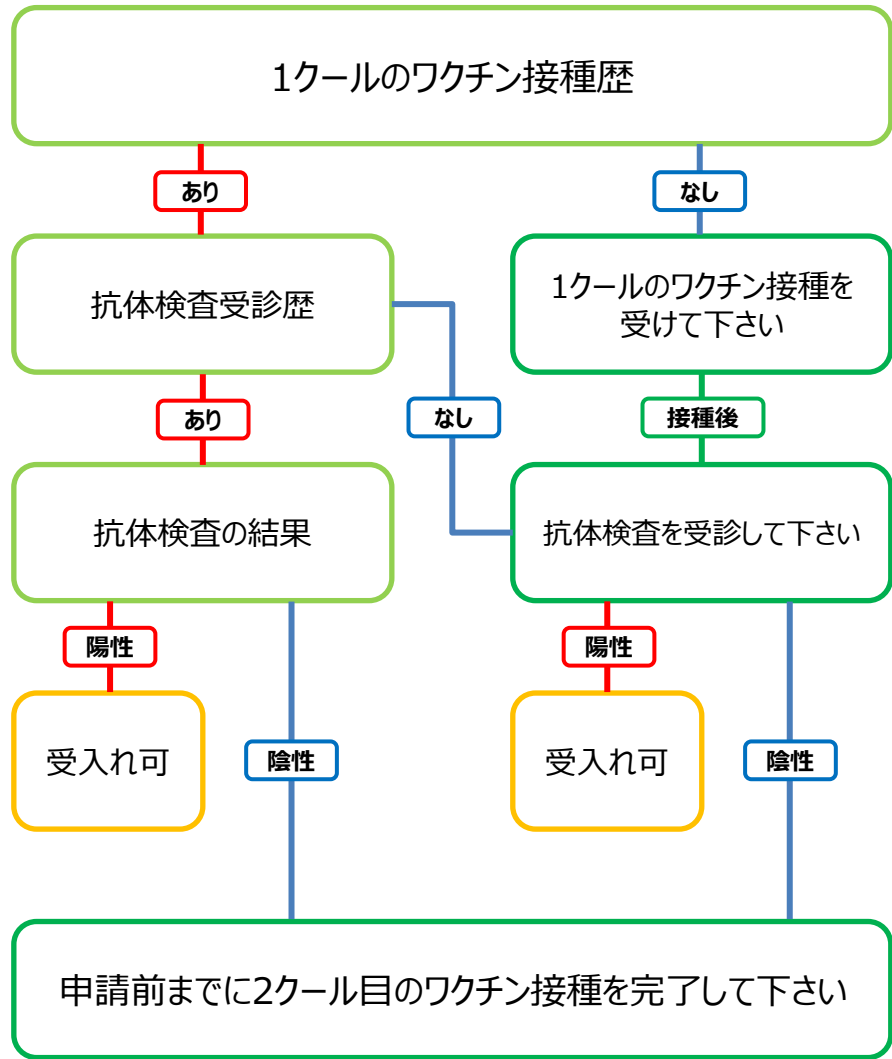 1クールのワクチン接種歴
あり
なし
抗体検査受診歴
1クールのワクチン接種を
受けて下さい
あり
なし
接種後
抗体検査の結果
抗体検査を受診して下さい
陽性
陽性
受入れ可
陰性
受入れ可
陰性
申請前までに2クール目のワクチン接種を完了して下さい